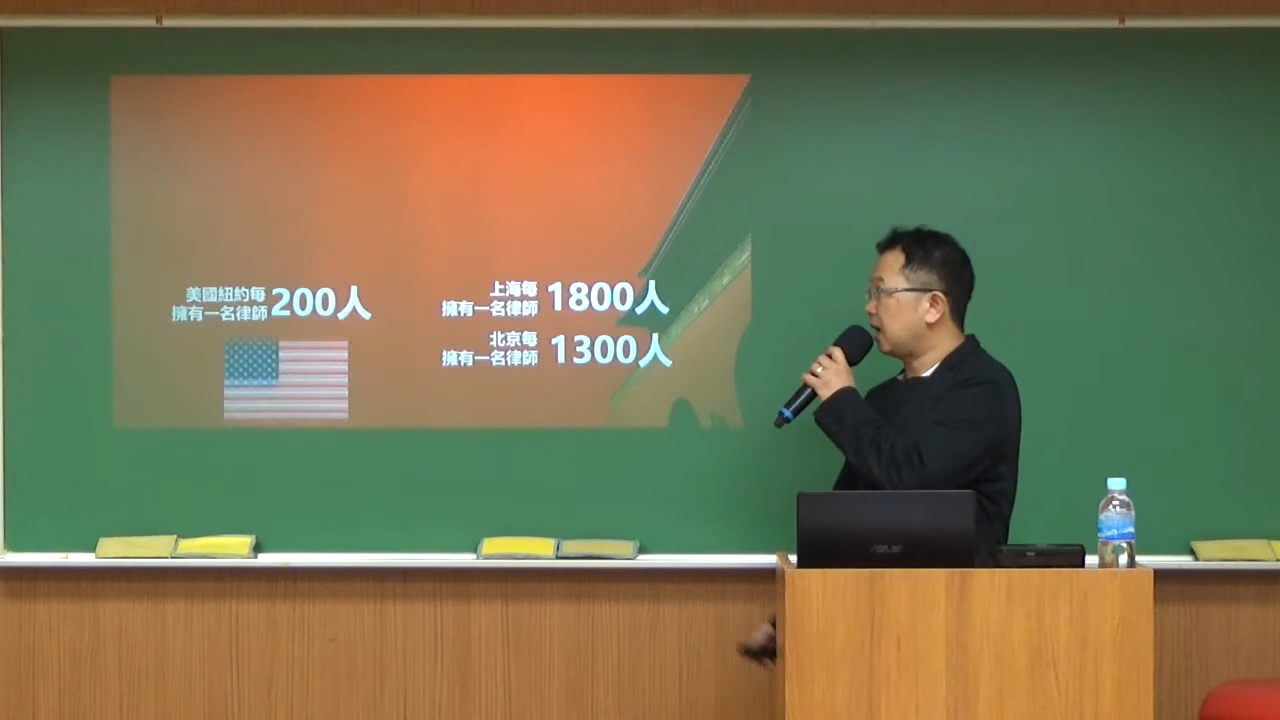 美國紐約每
擁有一名律師 200人
上海每
擁有一名律師 1800人
北京每
擁有一名律師 1300人